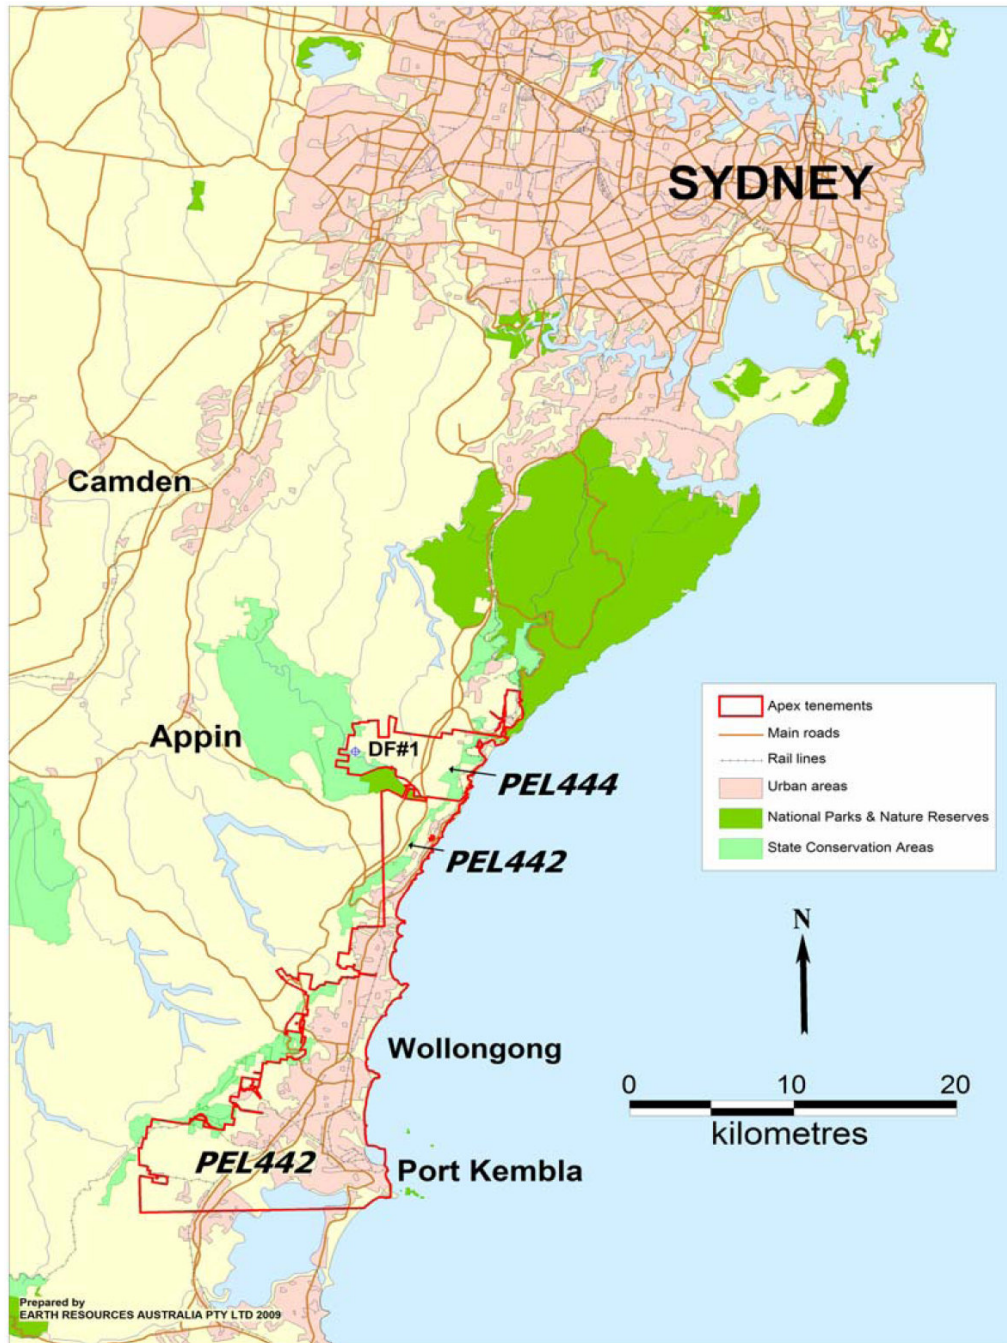 SYDNEY
Camden
Appin
DF#1
PEL444
PEL442
Apex tenements
Main roads
Rail lines
Urban areas
National Parks & Nature Reserves
State Conservation Areas
N
Wollongong
0 10 20
kilometres
PEL442
Port Kembla
Prepared by
EARTH RESOURCES AUSTRALIA PTY LTD 2009